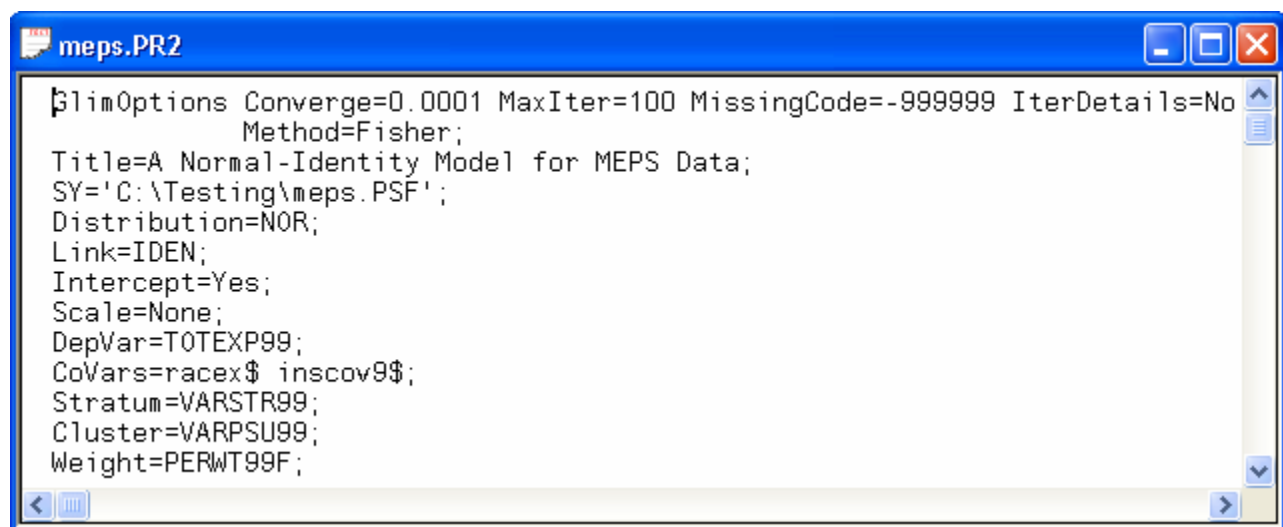 meps.PR2
GlimOptions Converge=0.0001 MaxIter=100 MissingCode=-999999 IterDetails=No
Method=Fisher;
Title=A Normal-Identity Model for MEPS Data;
SY='C:\Testing\meps.PSF';
Distribution=NOR;
Link=IDEN;
Intercept=Yes;
Scale=None;
DepVar=TOTEXP99;
CoVars=racex$ inscov9$;
Stratum=VARSTR99;
Cluster=VARPSU99;
Weight=PERWT99F;